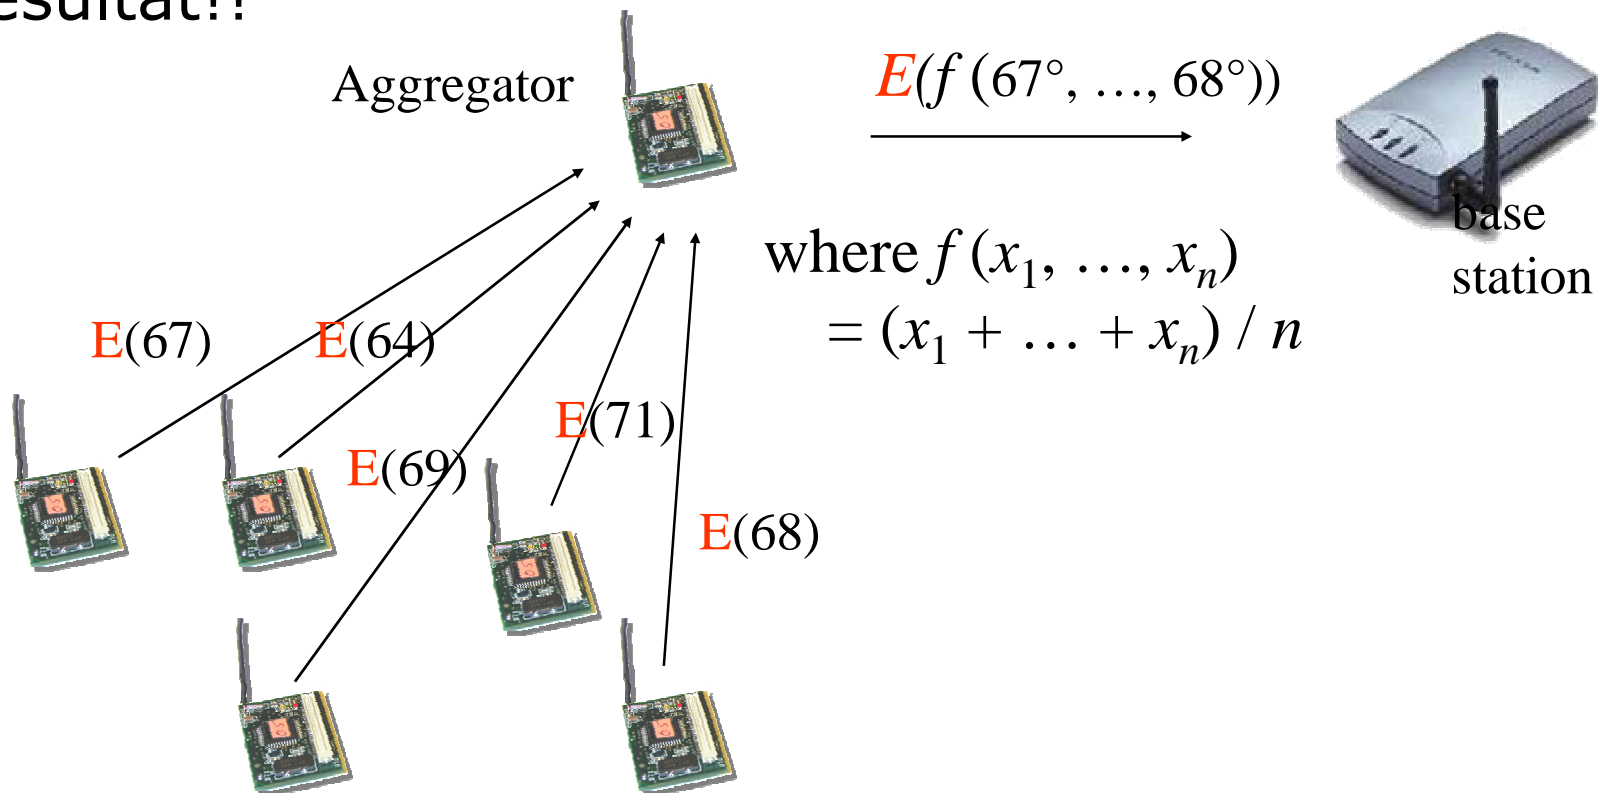 esultat!!
Aggregator
E(f (67°, …, 68°))
base
station
where f (x₁, …, xₙ)
= (x₁ + … + xₙ) / n
E(67)
E(64)
E(71)
E(69)
E(68)